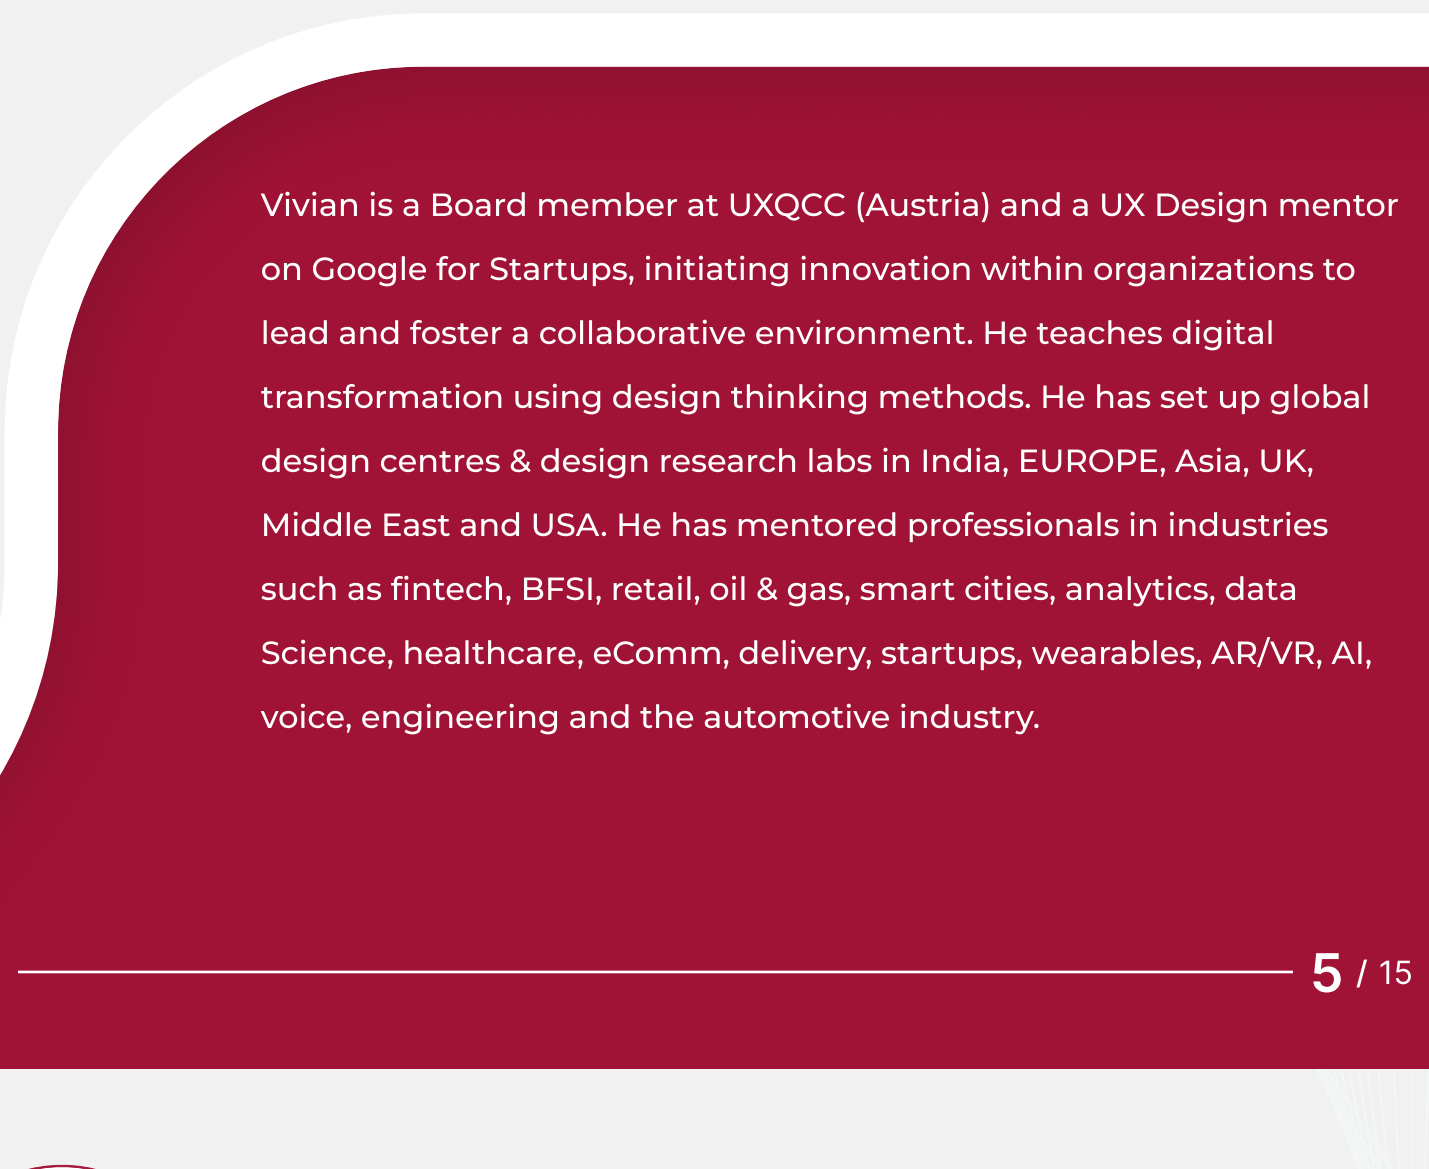 Vivian is a Board member at UXQCC (Austria) and a UX Design mentor
on Google for Startups, initiating innovation within organizations to
lead and foster a collaborative environment. He teaches digital
transformation using design thinking methods. He has set up global
design centres & design research labs in India, EUROPE, Asia, UK,
Middle East and USA. He has mentored professionals in industries
such as fintech, BFSI, retail, oil & gas, smart cities, analytics, data
Science, healthcare, eComm, delivery, startups, wearables, AR/VR, AI,
voice, engineering and the automotive industry.
5 / 15